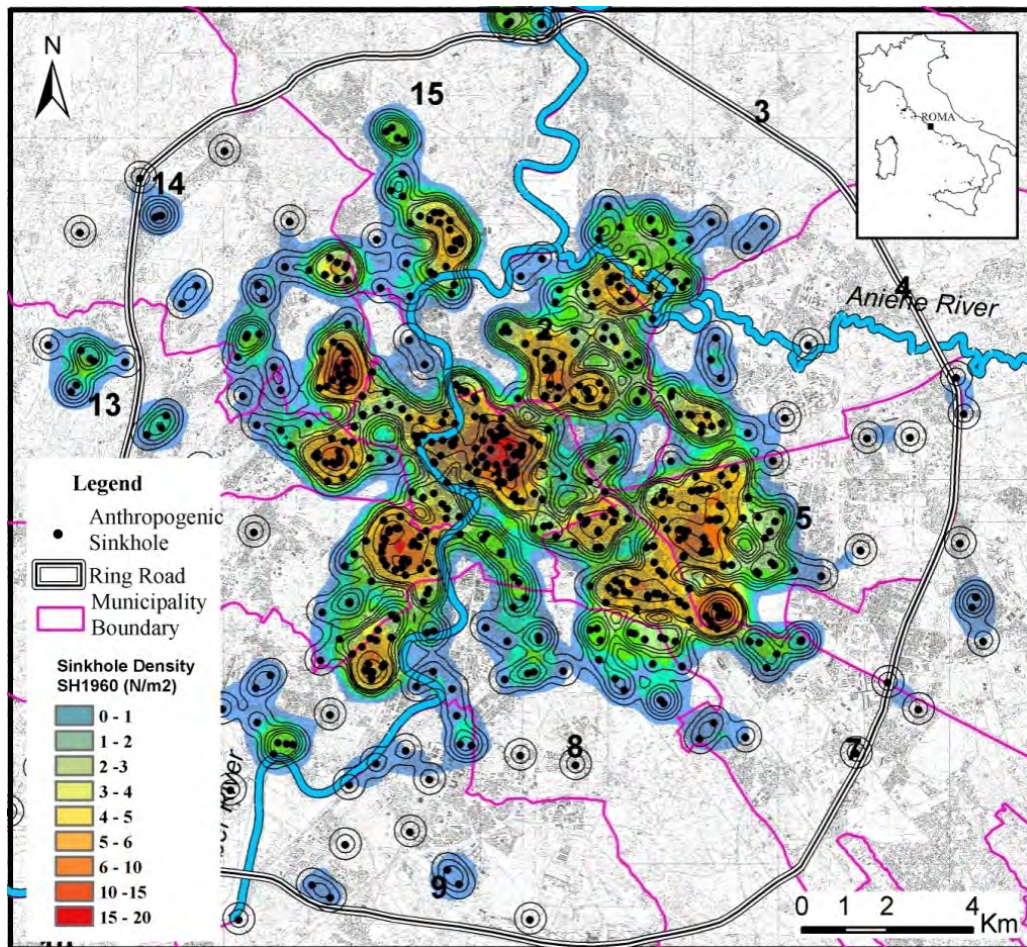 N
15
3
ROMA
14
4
Aniene River
2
13
5
Legend
Anthropogenic
Sinkhole
Ring Road
Municipality
Boundary
Sinkhole Density
SH1960 (N/m2)
0 - 1
1 - 2
2 -3
3 - 4
4 - 5
5 - 6
6 - 10
10 -15
15 - 20
8
7
River
9
0 1 2 4
Km